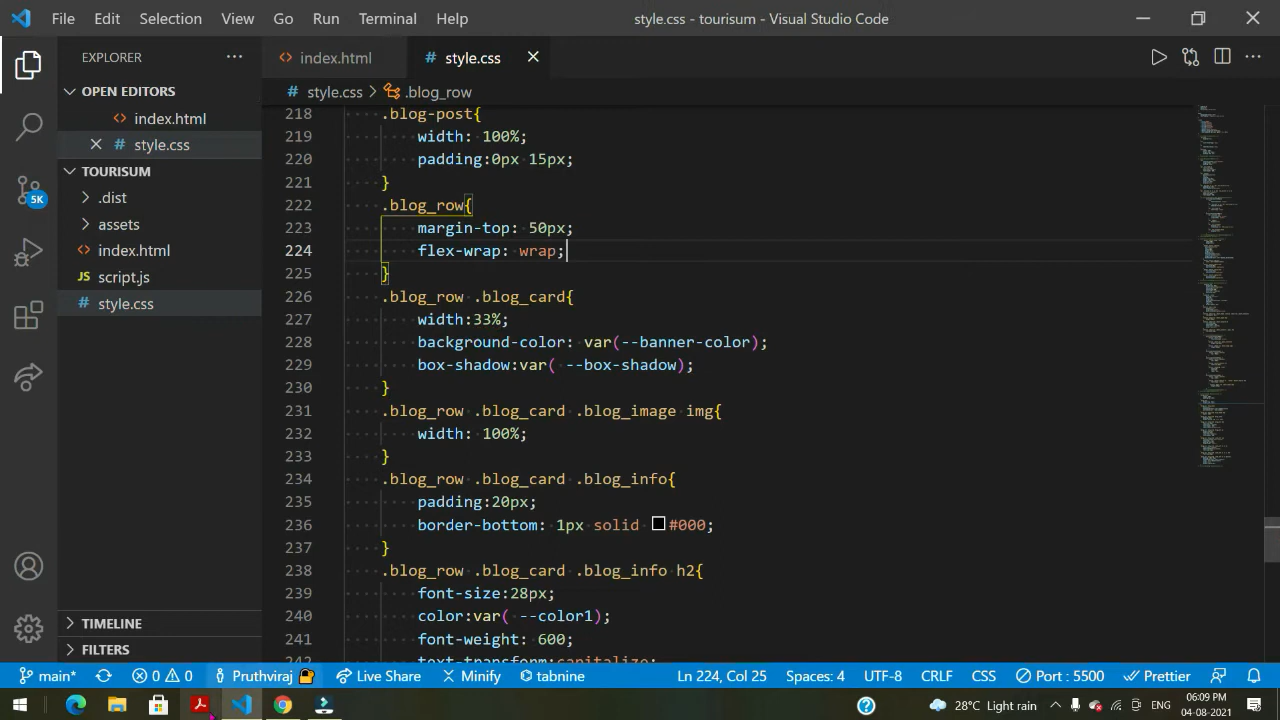 File Edit Selection View Go Run Terminal Help style.css - tourisum - Visual Studio Code
EXPLORER
OPEN EDITORS
index.html
style.css
TOURISUM
.dist
assets
index.html
script.js
style.css
TIMELINE
FILTERS
5K
index.html
# style.css
# style.css > .blog_row
218 .blog-post{
219 width: 100%;
220 padding:0px 15px;
221 }
222 .blog_row{
223 margin-top: 50px;
224 flex-wrap: wrap;
225 }
226 .blog_row .blog_card{
227 width:33%;
228 background-color: var(--banner-color);
229 box-shadow:var( --box-shadow);
230 }
231 .blog_row .blog_card .blog_image img{
232 width: 100%;
233 }
234 .blog_row .blog_card .blog_info{
235 padding:20px;
236 border-bottom: 1px solid #000;
237 }
238 .blog_row .blog_card .blog_info h2{
239 font-size:28px;
240 color:var( --color1);
241 font-weight: 600;
242 text-transform:capitalize;
main* 0 0 Pruthviraj Live Share Minify tabnine Ln 224, Col 25 Spaces: 4 UTF-8 CRLF CSS Port : 5500 Prettier
28°C Light rain ENG 06:09 PM
04-08-2021